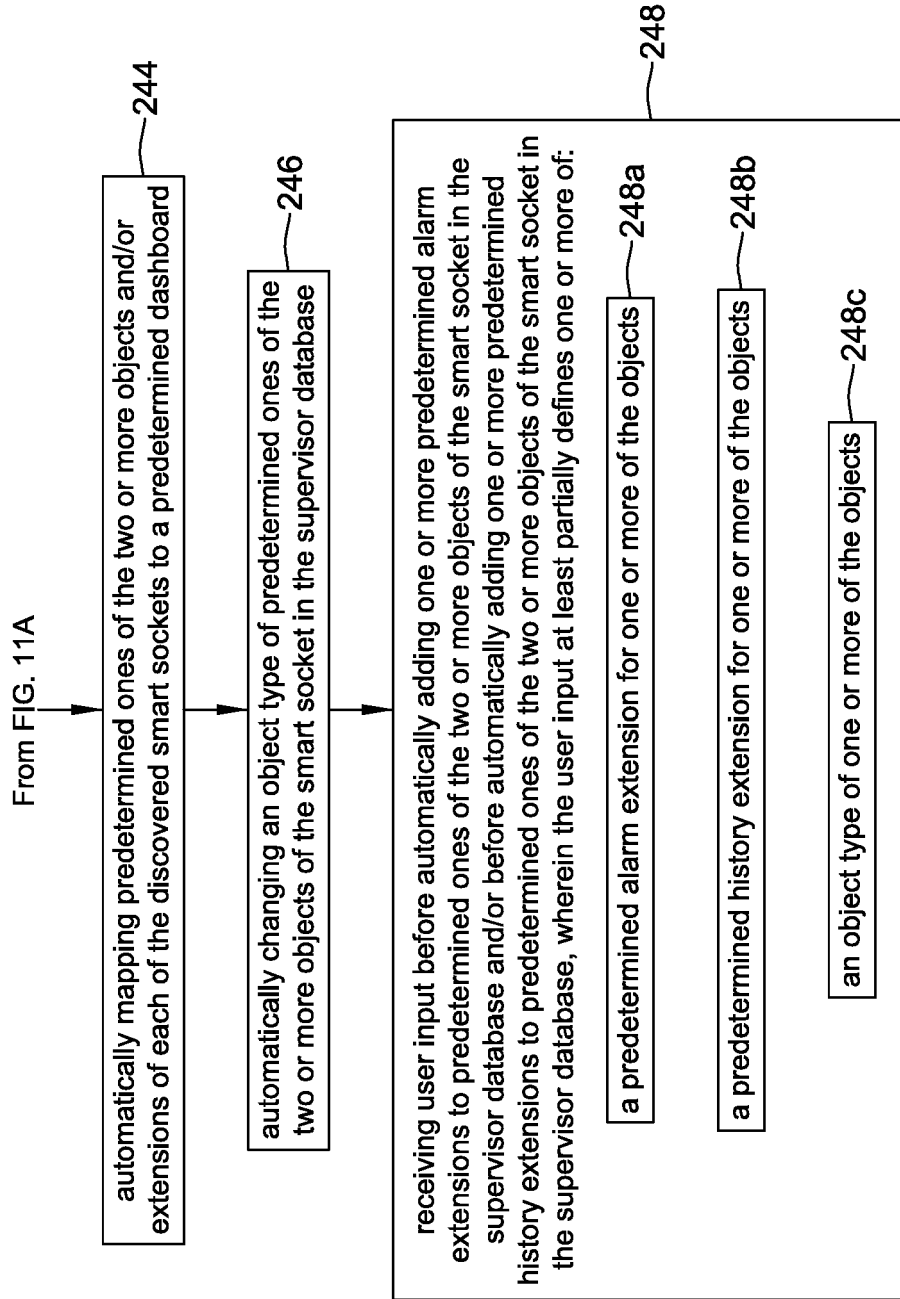 From FIG. 11A
automatically mapping predetermined ones of the two or more objects and/or
extensions of each of the discovered smart sockets to a predetermined dashboard
244
automatically changing an object type of predetermined ones of the
two or more objects of the smart socket in the supervisor database
246
receiving user input before automatically adding one or more predetermined alarm
extensions to predetermined ones of the two or more objects of the smart socket in the
supervisor database and/or before automatically adding one or more predetermined
history extensions to predetermined ones of the two or more objects of the smart socket in
the supervisor database, wherein the user input at least partially defines one or more of:
248
a predetermined alarm extension for one or more of the objects
248a
a predetermined history extension for one or more of the objects
248b
an object type of one or more of the objects
248c